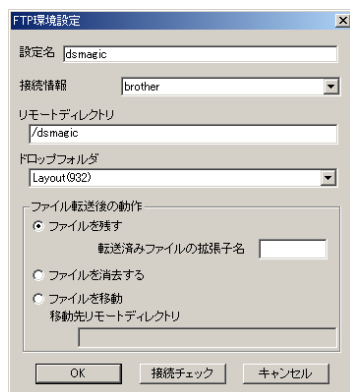 FTP環境設定
設定名 dsmagic
接続情報 brother
リモートディレクトリ
/dsmagic
ドロップフォルダ
Layout(932)
ファイル転送後の動作
ファイルを残す
転送済みファイルの拡張子名
ファイルを消去する
ファイルを移動
移動先リモートディレクトリ
OK 接続チェック キャンセル